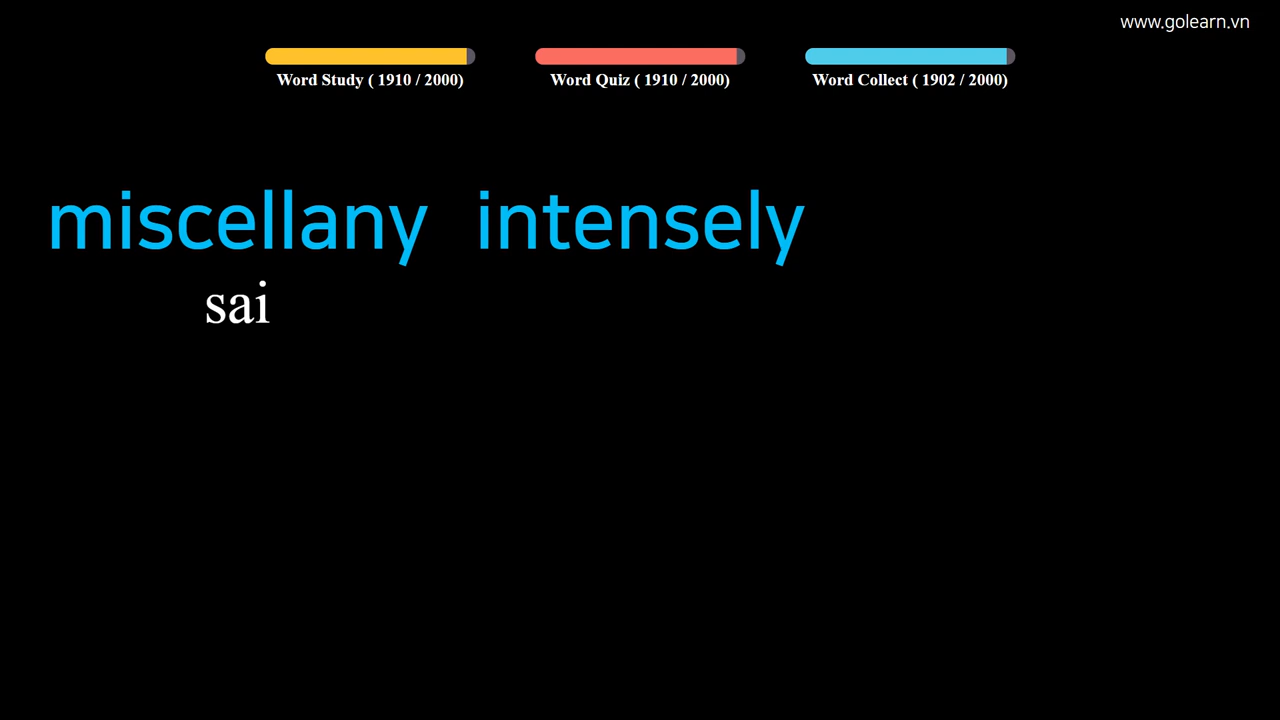 www.golearn.vn
Word Study ( 1910 / 2000) Word Quiz ( 1910 / 2000) Word Collect ( 1902 / 2000)
miscellany intensely
sai